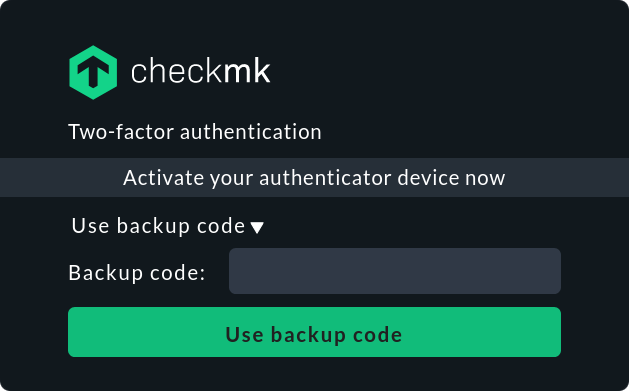 checkmk
Two-factor authentication
Activate your authenticator device now
Use backup code
Backup code:
Use backup code